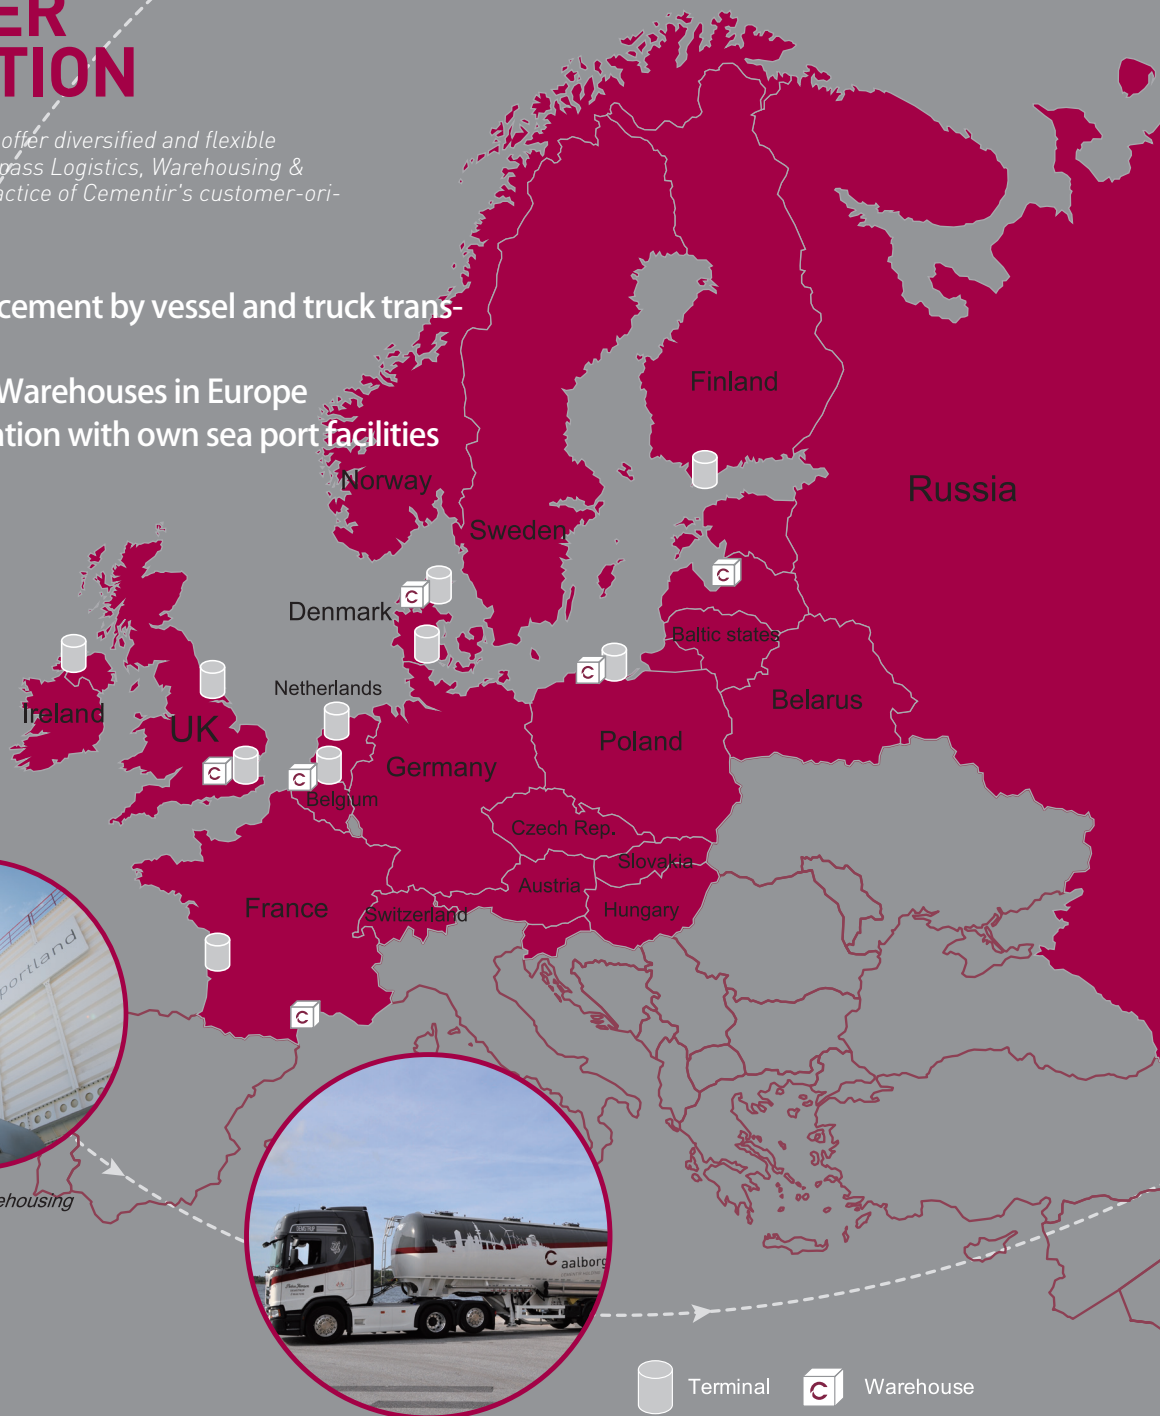 ER
TION
offer diversified and flexible
pass Logistics, Warehousing &
actice of Cementir's customer-ori-
cement by vessel and truck trans-
Warehouses in Europe
ation with own sea port facilities
Finland
Norway
Russia
Sweden
Denmark
Baltic states
Netherlands
Ireland
UK
Belarus
Poland
Germany
Belgium
Czech Rep.
Slovakia
Austria
France
Switzerland
Hungary
portland
ehousing
aalborg
Terminal
Warehouse